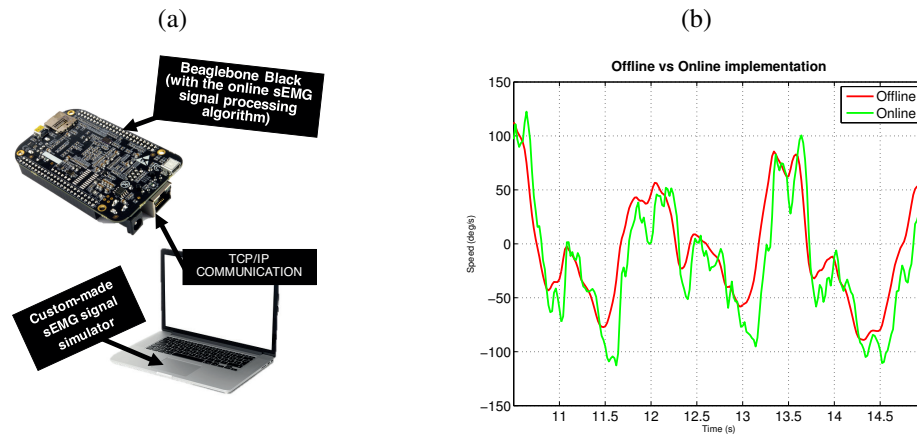 (a)
Beaglebone Black
(with the online sEMG
signal processing
algorithm)
TCP/IP
COMMUNICATION
Custom-made
sEMG signal
simulator
(b)
Offline vs Online implementation
Offline
Online
Speed (deg/s)
150
100
50
0
−50
−100
−150
11
11.5
12
12.5
13
13.5
14
14.5
Time (s)